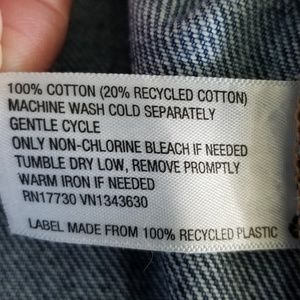 100% COTTON (20% RECYCLED COTTON)
MACHINE WASH COLD SEPARATELY
GENTLE CYCLE
ONLY NON-CHLORINE BLEACH IF NEEDED
TUMBLE DRY LOW, REMOVE PROMPTLY
WARM IRON IF NEEDED
RN17730 VN1343630
LABEL MADE FROM 100% RECYCLED PLASTIC